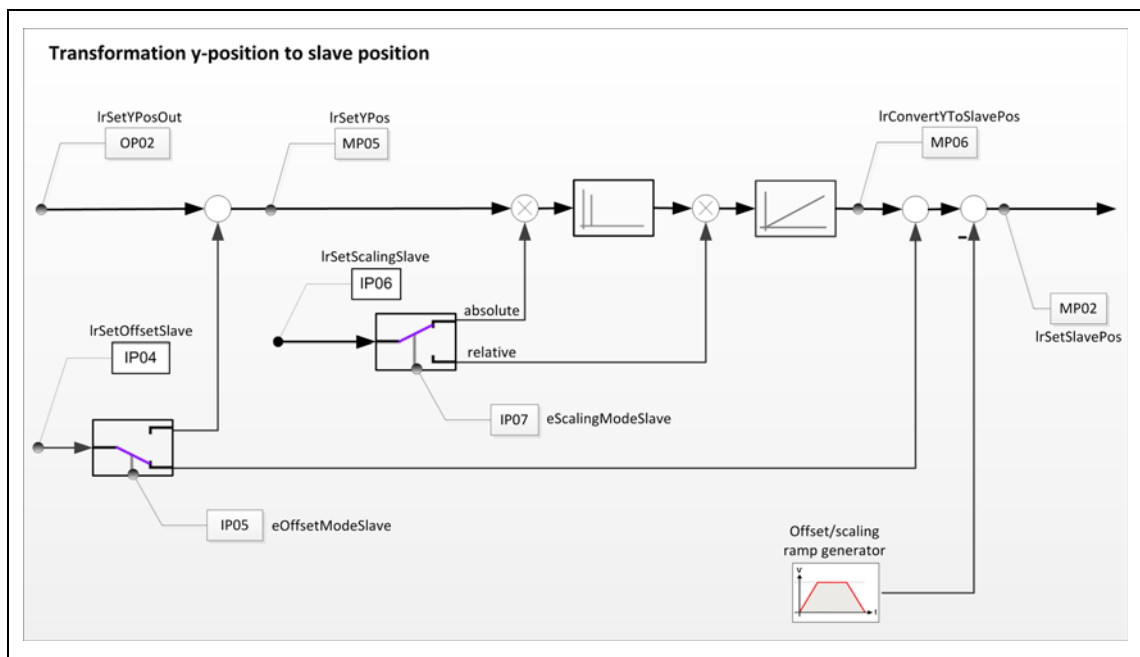 Transformation y-position to slave position
lrSetYPosOut
OP02
lrSetYPos
MP05
lrConvertYToSlavePos
MP06
lrSetScalingSlave
IP06
absolute
relative
lrSetOffsetSlave
IP04
MP02
lrSetSlavePos
IP07 eScalingModeSlave
IP05 eOffsetModeSlave
Offset/scaling
ramp generator
v
t